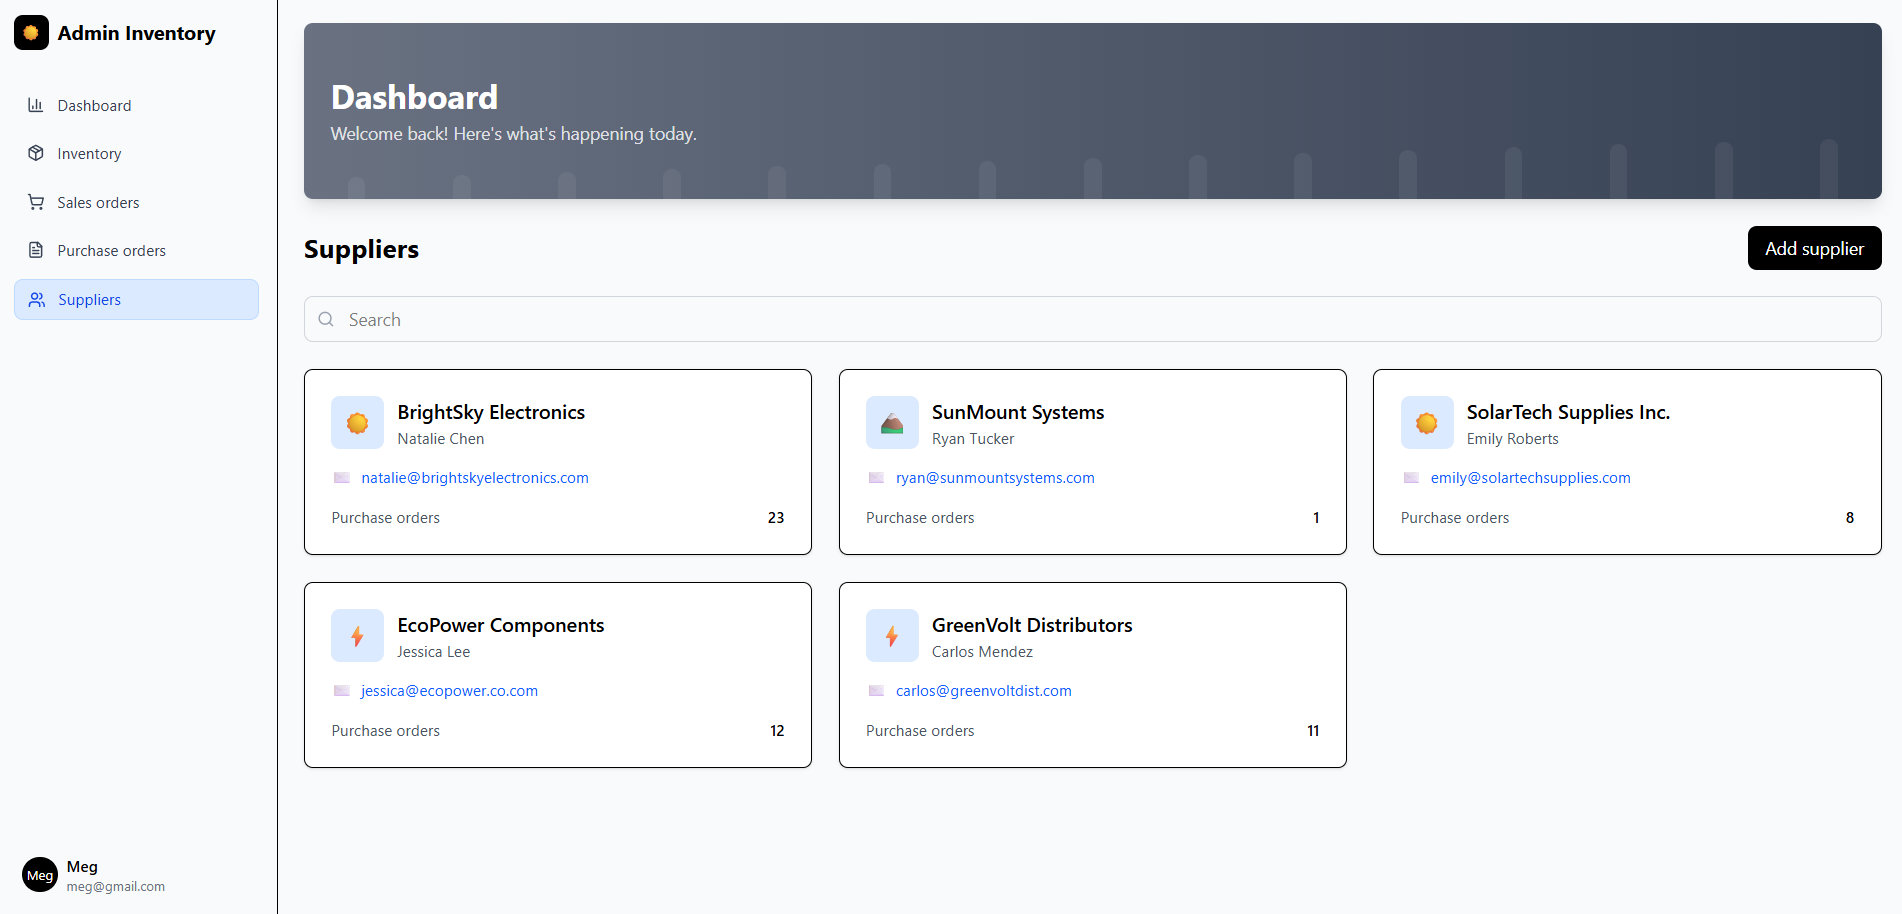 Admin Inventory
Dashboard
Inventory
Sales orders
Purchase orders
Suppliers
Meg
Meg
meg@gmail.com
Dashboard
Welcome back! Here's what's happening today.
Suppliers
Add supplier
Search
BrightSky Electronics
Natalie Chen
natalie@brightskyelectronics.com
Purchase orders 23
SunMount Systems
Ryan Tucker
ryan@sunmountsystems.com
Purchase orders 1
SolarTech Supplies Inc.
Emily Roberts
emily@solartechsupplies.com
Purchase orders 8
EcoPower Components
Jessica Lee
jessica@ecopower.co.com
Purchase orders 12
GreenVolt Distributors
Carlos Mendez
carlos@greenvoltdist.com
Purchase orders 11